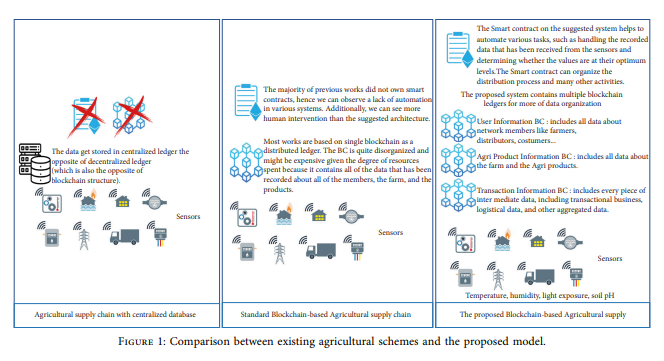 The data get stored in centralized ledger the
opposite of decentralized ledger
(which is also the opposite of
blockchain structure).
Sensors
Agricultural supply chain with centralized database
The majority of previous works did not own smart
contracts, hence we can observe a lack of automation
in various systems. Additionally, we can see more
human intervention than the suggested architecture.
Most works are based on single blockchain as a
distributed ledger. The BC is quite disorganized and
might be expensive given the degree of resources
spent because it contains all of the data that has been
recorded about all of the members, the farm, and the
products.
Sensors
Standard Blockchain-based Agricultural supply chain
The Smart contract on the suggested system helps to
automate various tasks, such as handling the recorded
data that has been received from the sensors and
determining whether the values are at their optimum
levels.The Smart contract can organize the
distribution process and many other activities.
The proposed system contains multiple blockchain
ledgers for more of data organization
User Information BC : includes all data about
network members like farmers,
distributors, costumers...
Agri Product Information BC : includes all data about
the farm and the Agri products.
Transaction Information BC : includes every piece of
inter mediate data, including transactional business,
logistical data, and other aggregated data.
Sensors
Temperature, humidity, light exposure, soil pH
The proposed Blockchain-based Agricultural supply
FIGURE 1: Comparison between existing agricultural schemes and the proposed model.